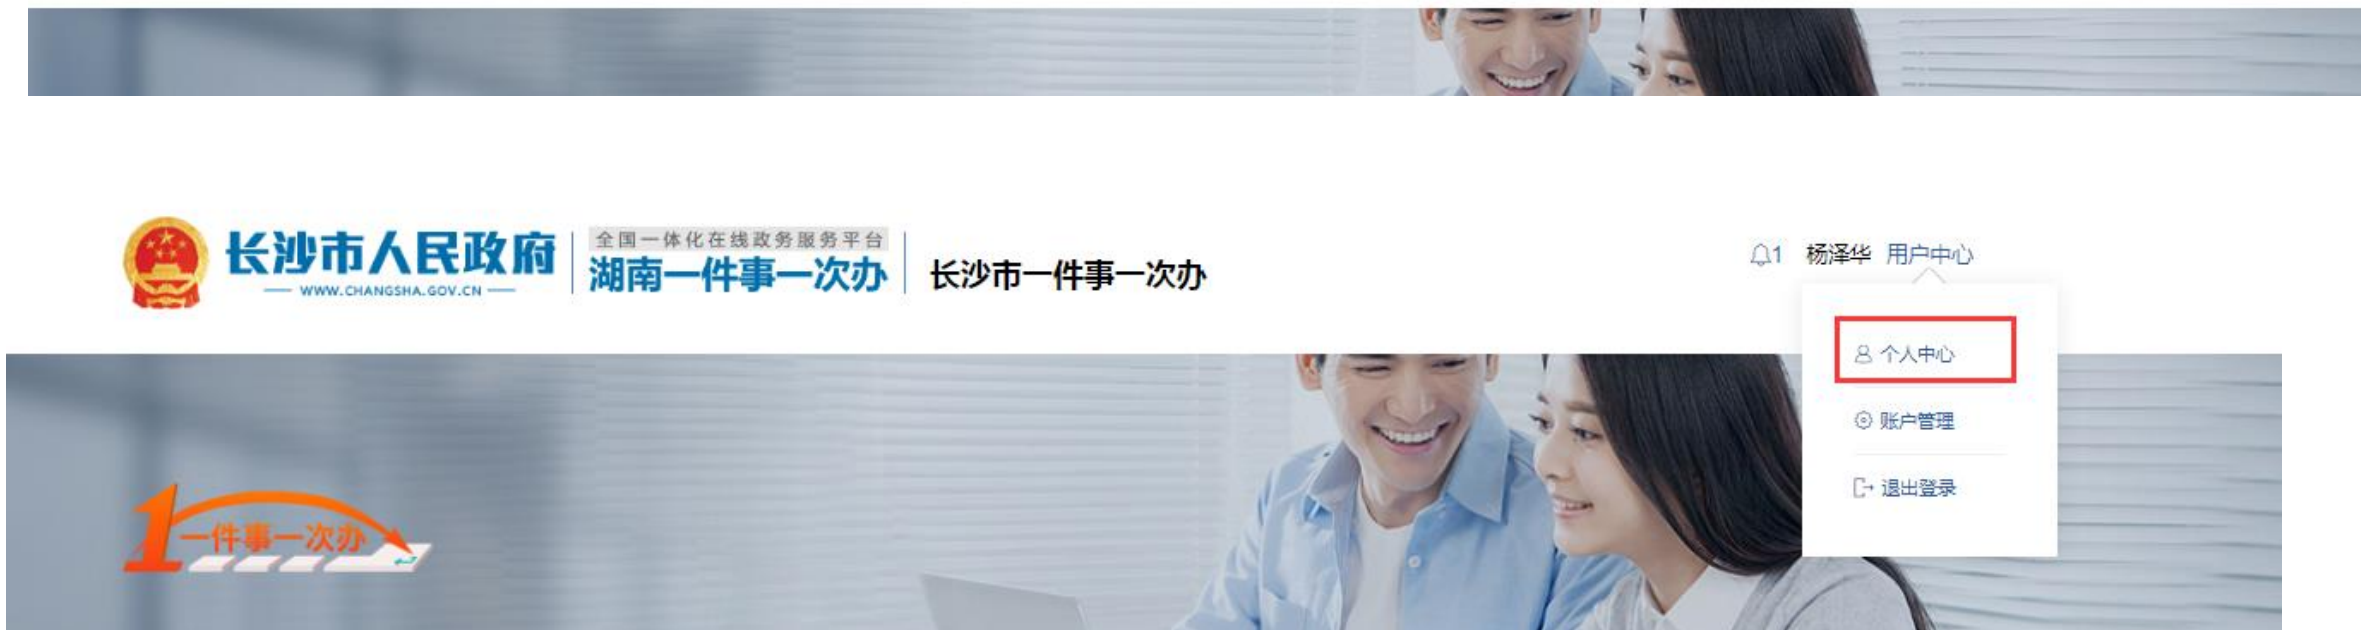 长沙市人民政府
WWW.CHANGSHA.GOV.CN
全国一体化在线政务服务平台
湖南一件事一次办
长沙市一件事一次办
1 杨泽华 用户中心
个人中心
账户管理
退出登录
1一件事一次办